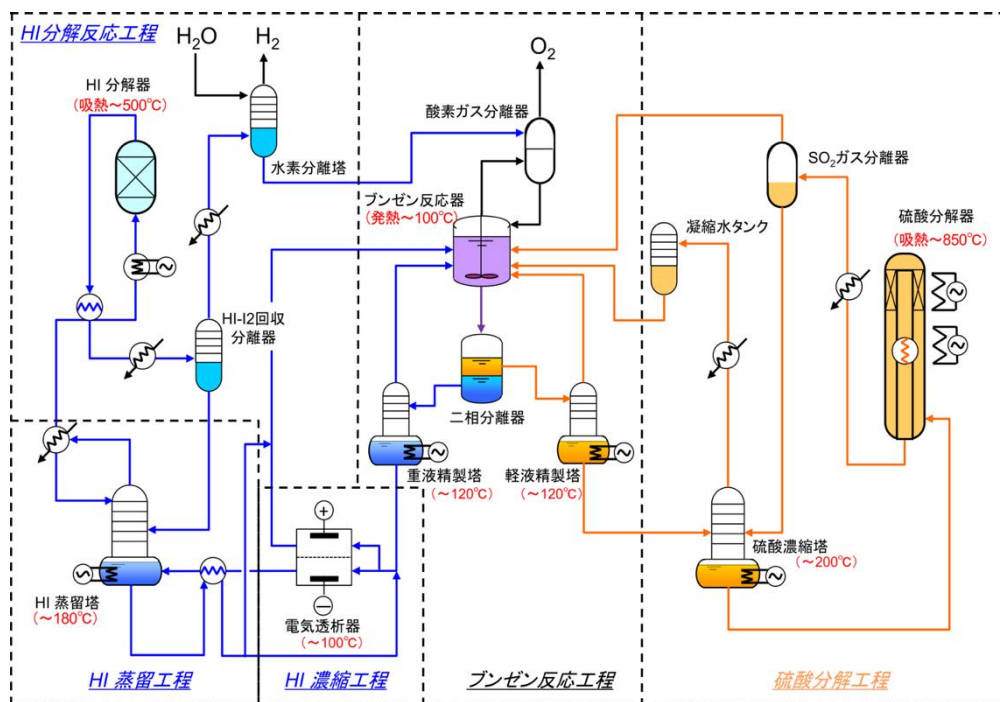 HI分解反応工程
H2O
H2
O2
HI 分解器
(吸熱～500℃)
酸素ガス分離器
水素分離塔
SO2ガス分離器
ブンゼン反応器
(発熱～100℃)
凝縮水タンク
硫酸分解器
(吸熱～850℃)
HI-I2回収
分離器
二相分離器
重液精製塔
(～120℃)
軽液精製塔
(～120℃)
硫酸濃縮塔
(～200℃)
+
−
HI 蒸留塔
(～180℃)
電気透析器
(～100℃)
HI 蒸留工程
HI 濃縮工程
ブンゼン反応工程
硫酸分解工程